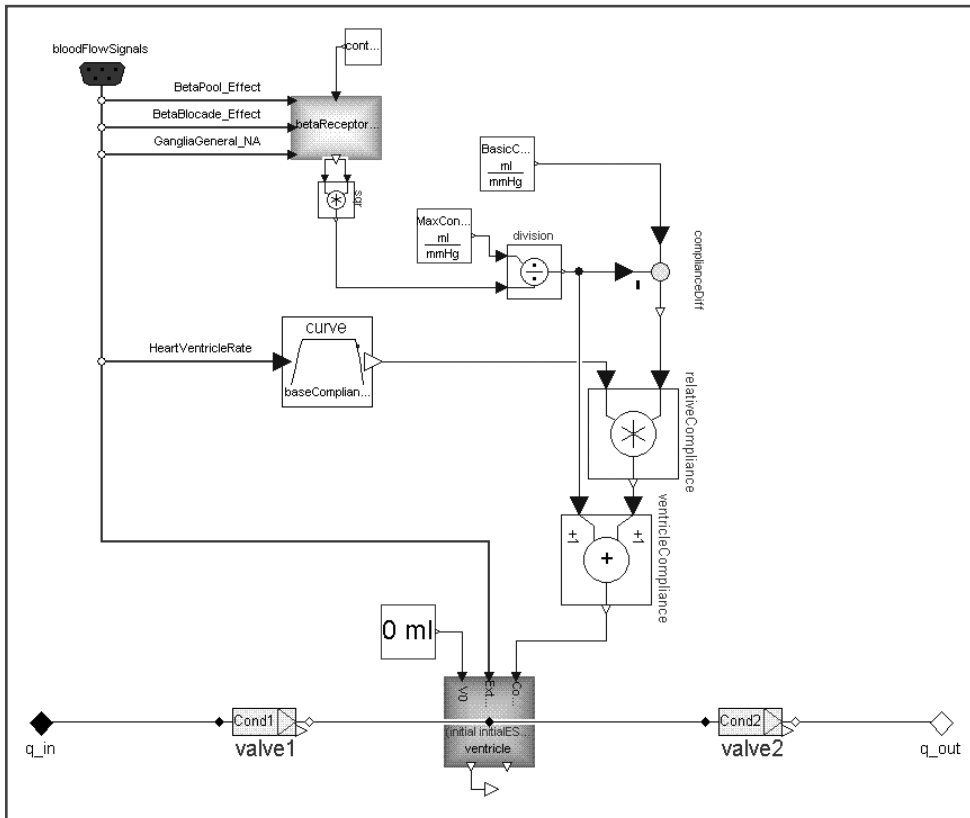 bloodFlowSignals
cont...
BetaPool_Effect
BetaBlocade_Effect
GangliaGeneral_NA
betaReceptor...
sqr
BasicC...
ml
mmHg
MaxCon...
ml
mmHg
division
complianceDiff
HeartVentricleRate
curve
baseComplian...
relativeCompliance
ventricleCompliance
+1
+1
+
0 ml
V0
Ext...
Co...
Cond1
Cond2
(initial initialES...
ventricle
q_in
valve1
valve2
q_out